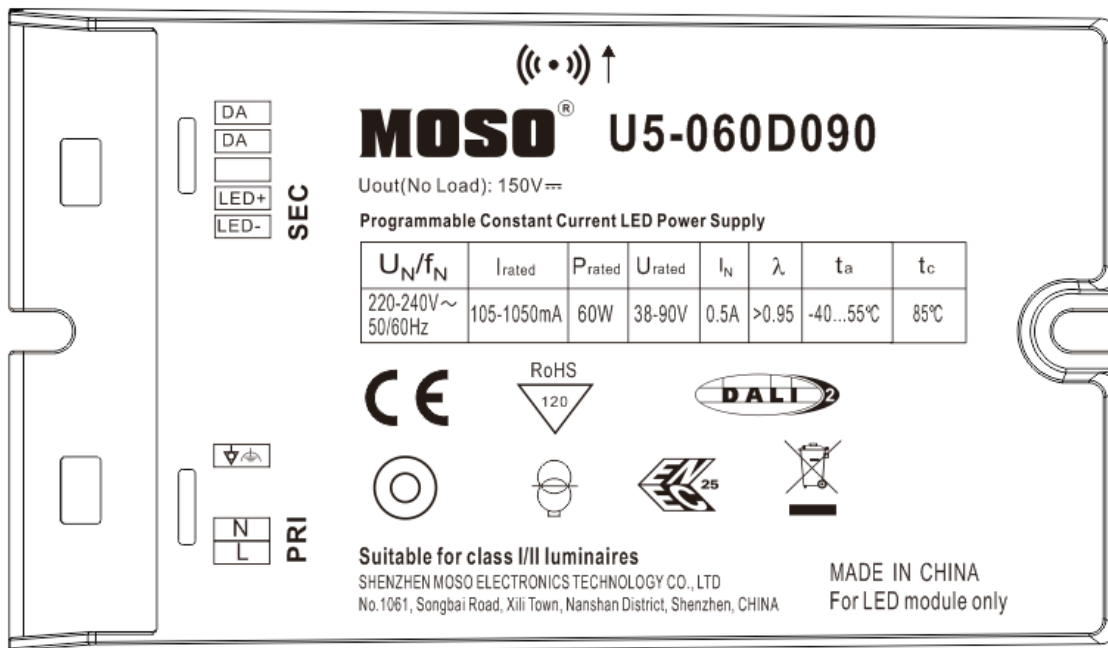 MOSO® U5-060D090
Uout(No Load): 150V⎓
Programmable Constant Current LED Power Supply
UN/fN Irated Prated Urated IN λ ta tc
220-240V～ 50/60Hz 105-1050mA 60W 38-90V 0.5A >0.95 -40...55℃ 85℃
DA
DA
LED+
LED-
SEC
N
L
PRI
CE
RoHS
120
DALI 2
ENEC 25
Suitable for class I/II luminaires
SHENZHEN MOSO ELECTRONICS TECHNOLOGY CO., LTD
No.1061, Songbai Road, Xili Town, Nanshan District, Shenzhen, CHINA
MADE IN CHINA
For LED module only